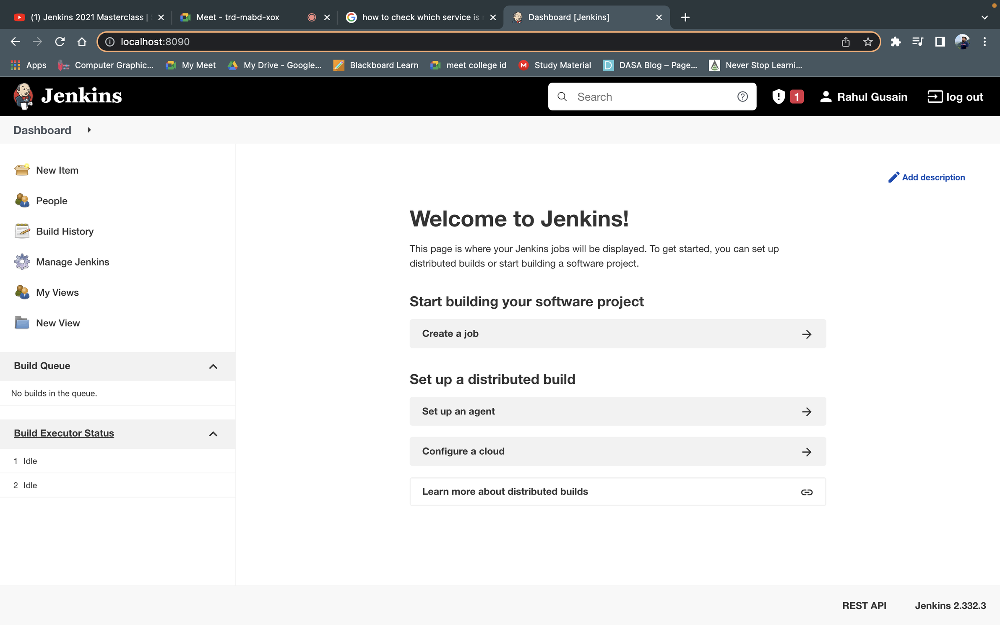 (1) Jenkins 2021 Masterclass |
Meet - trd-mabd-xox
how to check which service is
Dashboard [Jenkins]
localhost:8090
Apps
Computer Graphic...
My Meet
My Drive - Google...
Blackboard Learn
meet college id
Study Material
DASA Blog – Page...
Never Stop Learni...
Jenkins
Search
1
Rahul Gusain
log out
Dashboard
New Item
People
Build History
Manage Jenkins
My Views
New View
Build Queue
No builds in the queue.
Build Executor Status
1 Idle
2 Idle
Add description
Welcome to Jenkins!
This page is where your Jenkins jobs will be displayed. To get started, you can set up
distributed builds or start building a software project.
Start building your software project
Create a job
Set up a distributed build
Set up an agent
Configure a cloud
Learn more about distributed builds
REST API
Jenkins 2.332.3